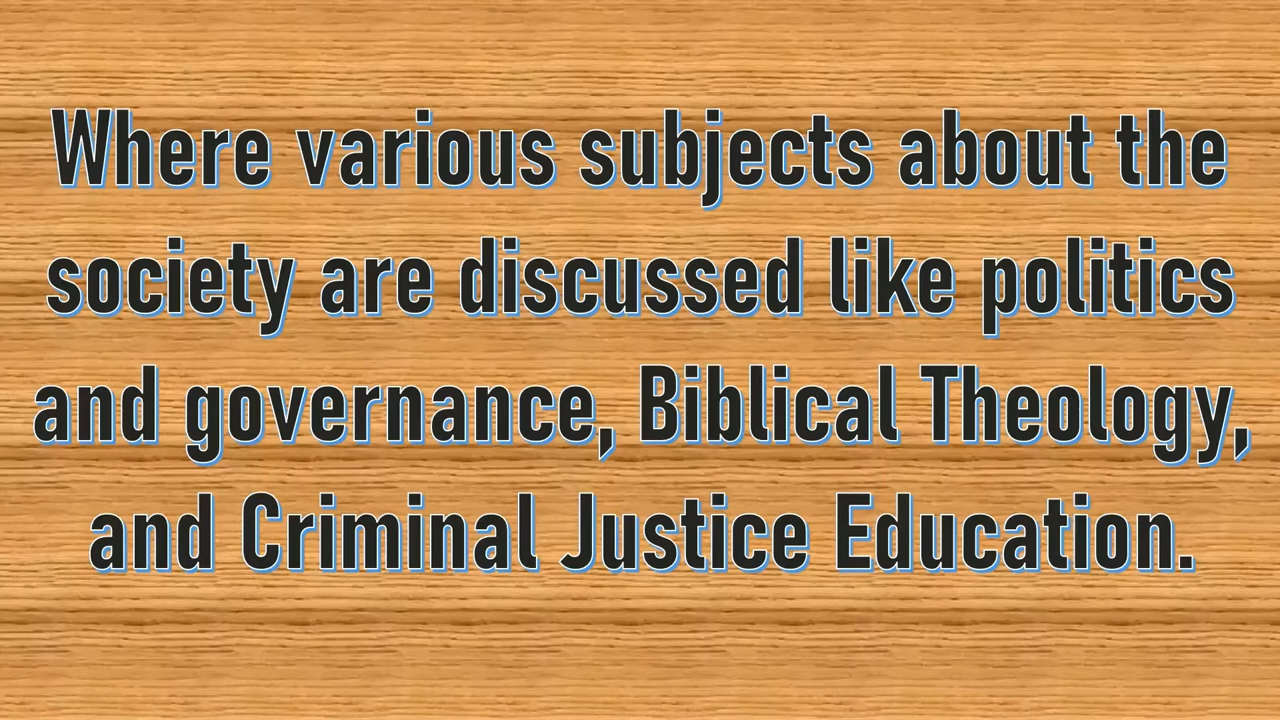 Where various subjects about the
society are discussed like politics
and governance, Biblical Theology,
and Criminal Justice Education.